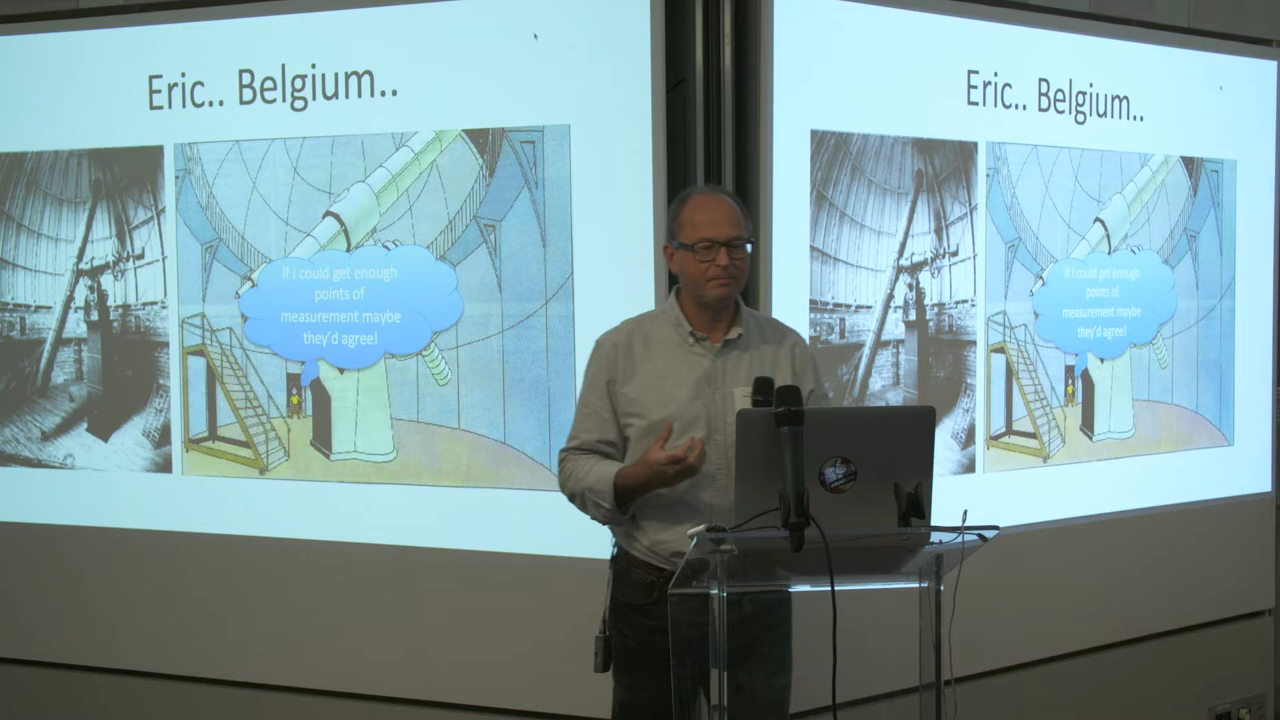 Eric.. Belgium..
If i could get enough
points of
measurement maybe
they'd agree!
Eric.. Belgium..
If i could get enough
points of
measurement maybe
they'd agree!